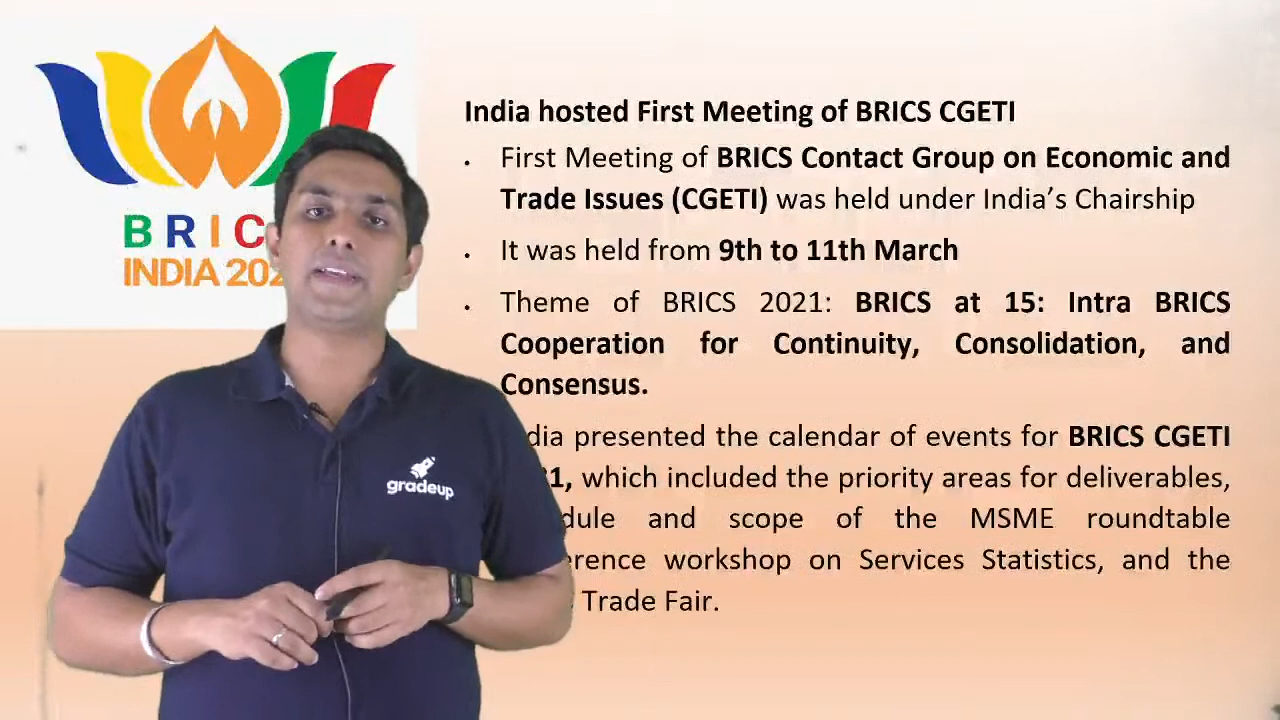 BRIC
INDIA 202
India hosted First Meeting of BRICS CGETI
• First Meeting of BRICS Contact Group on Economic and
Trade Issues (CGETI) was held under India’s Chairship
• It was held from 9th to 11th March
• Theme of BRICS 2021: BRICS at 15: Intra BRICS
Cooperation for Continuity, Consolidation, and
Consensus.
dia presented the calendar of events for BRICS CGETI
1, which included the priority areas for deliverables,
dule and scope of the MSME roundtable
erence workshop on Services Statistics, and the
Trade Fair.
gradeup